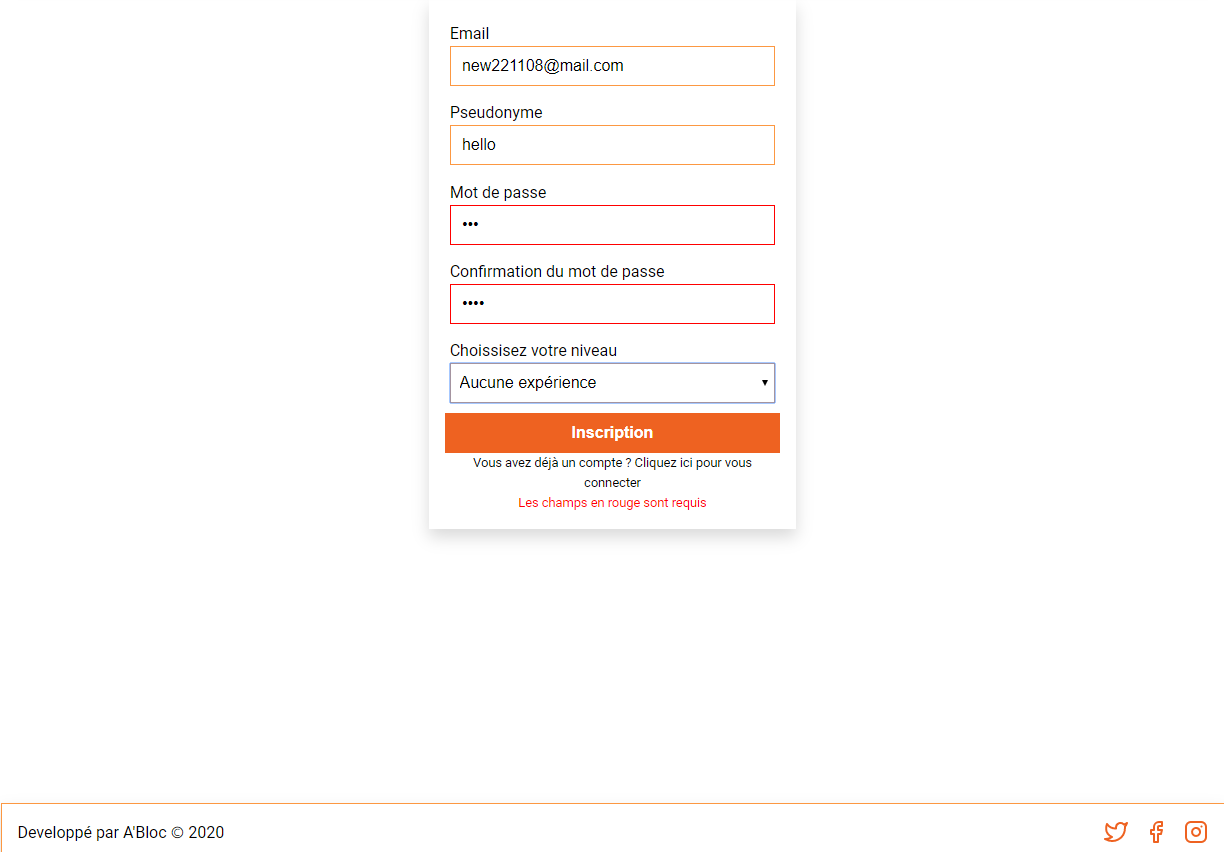 Email
new221108@mail.com
Pseudonyme
hello
Mot de passe
•••
Confirmation du mot de passe
••••
Choissisez votre niveau
Aucune expérience
Inscription
Vous avez déjà un compte ? Cliquez ici pour vous
connecter
Les champs en rouge sont requis
Developpé par A'Bloc © 2020